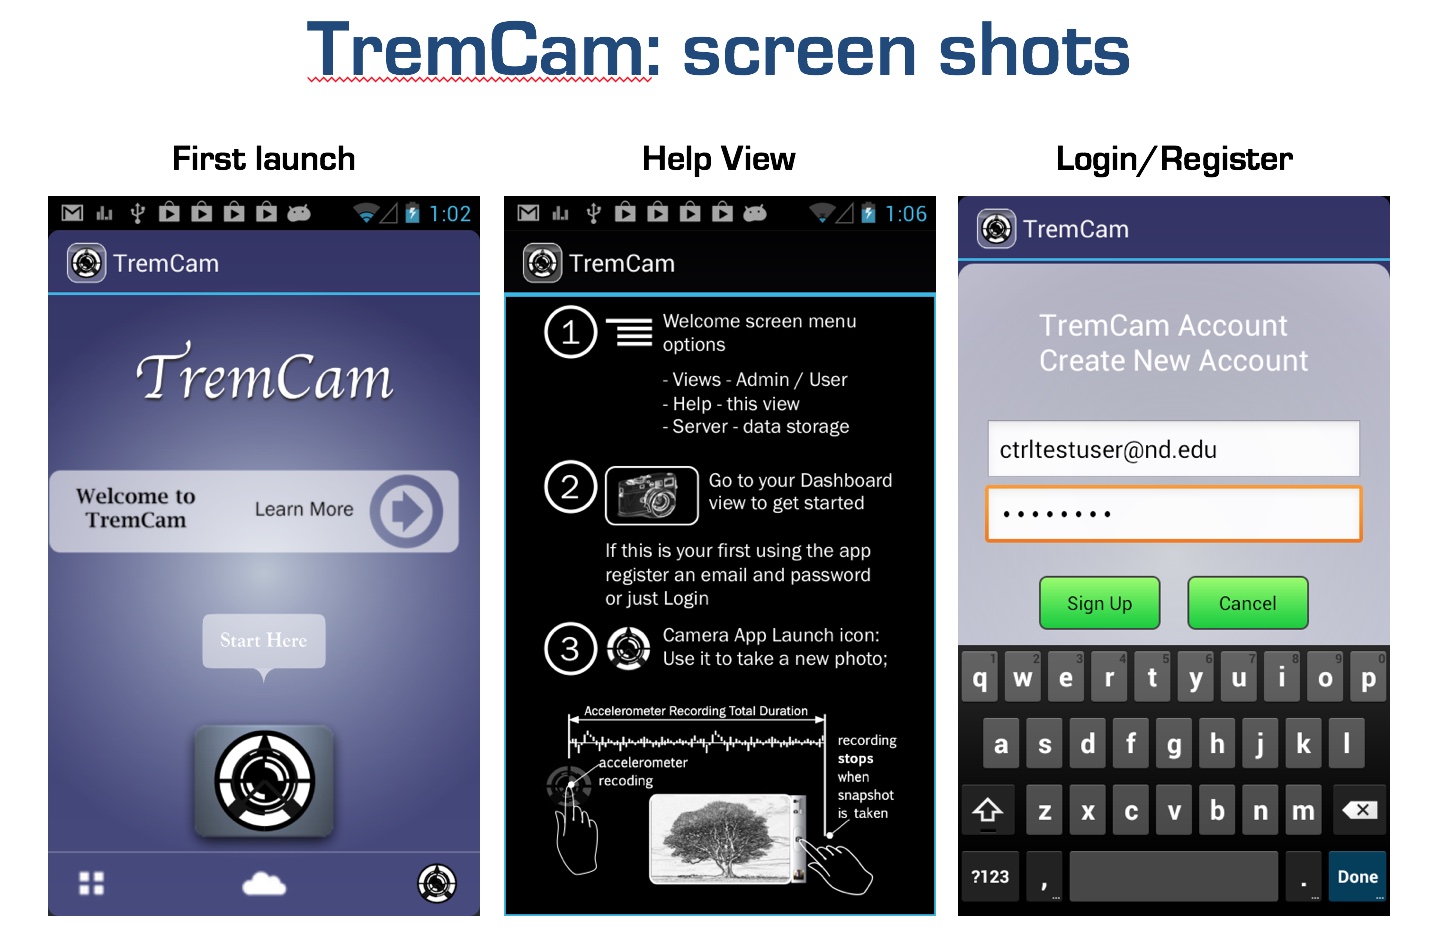 TremCam: screen shots
First launch
Help View
Login/Register
1:02
TremCam
TremCam
Welcome to
TremCam
Learn More
Start Here
1:06
TremCam
1
Welcome screen menu
options
- Views - Admin / User
- Help - this view
- Server - data storage
2
Go to your Dashboard
view to get started
If this is your first using the app
register an email and password
or just Login
3
Camera App Launch icon:
Use it to take a new photo;
Accelerometer Recording Total Duration
accelerometer
recoding
recording
stops
when
snapshot
is taken
TremCam
TremCam Account
Create New Account
ctrltestuser@nd.edu
••••••••
Sign Up
Cancel
1 2 3 4 5 6 7 8 9 0
q w e r t y u i o p
a s d f g h j k l
z x c v b n m
?123 , . Done